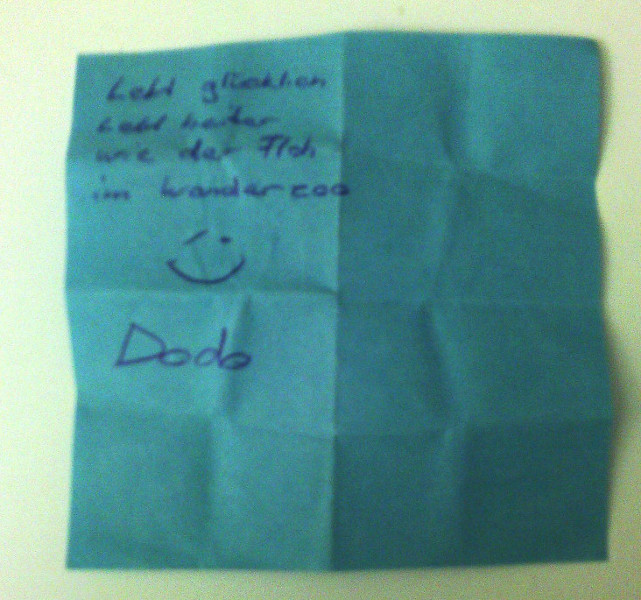 Lebt glücklich
Lebt heiter
wie der Floh
im Wanderzoo
Dodo